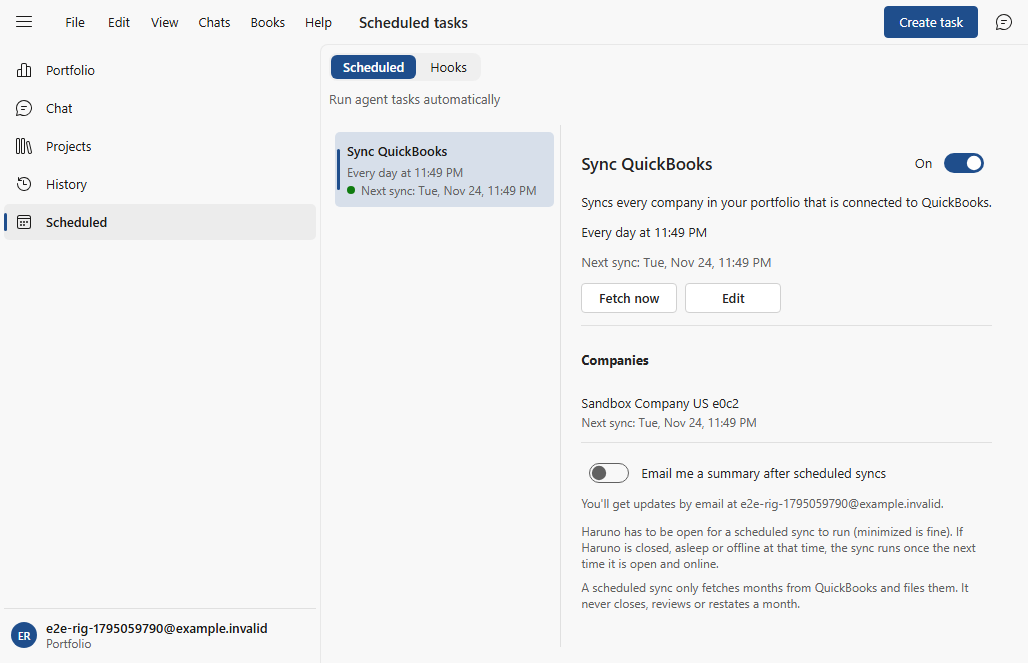 File Edit View Chats Books Help Scheduled tasks Create task
Portfolio
Chat
Projects
History
Scheduled
Scheduled Hooks
Run agent tasks automatically
Sync QuickBooks
Every day at 11:49 PM
Next sync: Tue, Nov 24, 11:49 PM
Sync QuickBooks On
Syncs every company in your portfolio that is connected to QuickBooks.
Every day at 11:49 PM
Next sync: Tue, Nov 24, 11:49 PM
Fetch now Edit
Companies
Sandbox Company US e0c2
Next sync: Tue, Nov 24, 11:49 PM
Email me a summary after scheduled syncs
You'll get updates by email at e2e-rig-1795059790@example.invalid.
Haruno has to be open for a scheduled sync to run (minimized is fine). If
Haruno is closed, asleep or offline at that time, the sync runs once the next
time it is open and online.
A scheduled sync only fetches months from QuickBooks and files them. It
never closes, reviews or restates a month.
ER
e2e-rig-1795059790@example.invalid
Portfolio